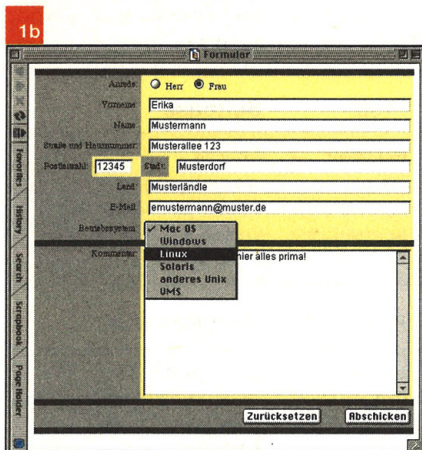 1b
Formular
Anrede: Herr Frau
Vorname: Erika
Name: Mustermann
Straße und Hausnummer: Musterallee 123
Postleitzahl: 12345 Stadt: Musterdorf
Land: Musterländle
E-Mail: emustermann@muster.de
Betriebssystem: ✓ Mac OS
Windows
Linux
Solaris
anderes Unix
VMS
Kommentar: hier alles prima!
Zurücksetzen Abschicken
Favorites
History
Search
Scrapbook
Page Holder